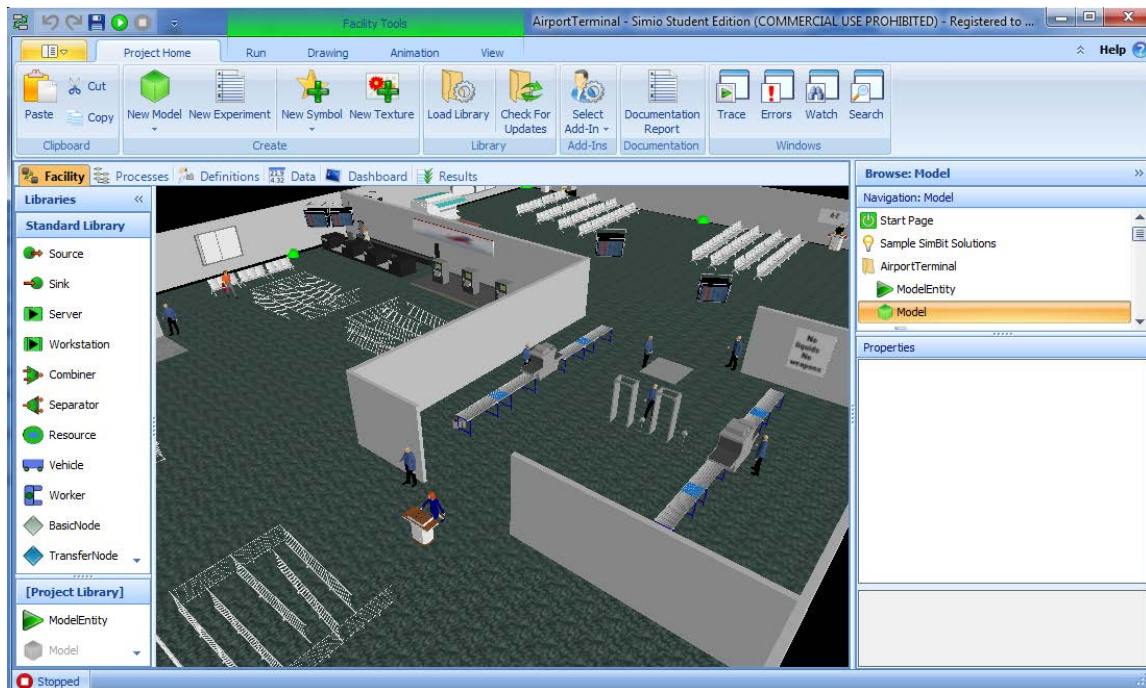 Facility Tools
AirportTerminal - Simio Student Edition (COMMERCIAL USE PROHIBITED) - Registered to ...
Project Home Run Drawing Animation View Help
Paste Cut Copy
Clipboard
New Model New Experiment New Symbol New Texture
Create
Load Library Check For Updates
Library
Select Add-In
Add-Ins
Documentation Report
Documentation
Trace Errors Watch Search
Windows
Facility Processes Definitions Data Dashboard Results
Libraries
Standard Library
Source
Sink
Server
Workstation
Combiner
Separator
Resource
Vehicle
Worker
BasicNode
TransferNode
[Project Library]
ModelEntity
Model
No
liquids
No
weapons
Browse: Model
Navigation: Model
Start Page
Sample SimBit Solutions
AirportTerminal
ModelEntity
Model
Properties
Stopped